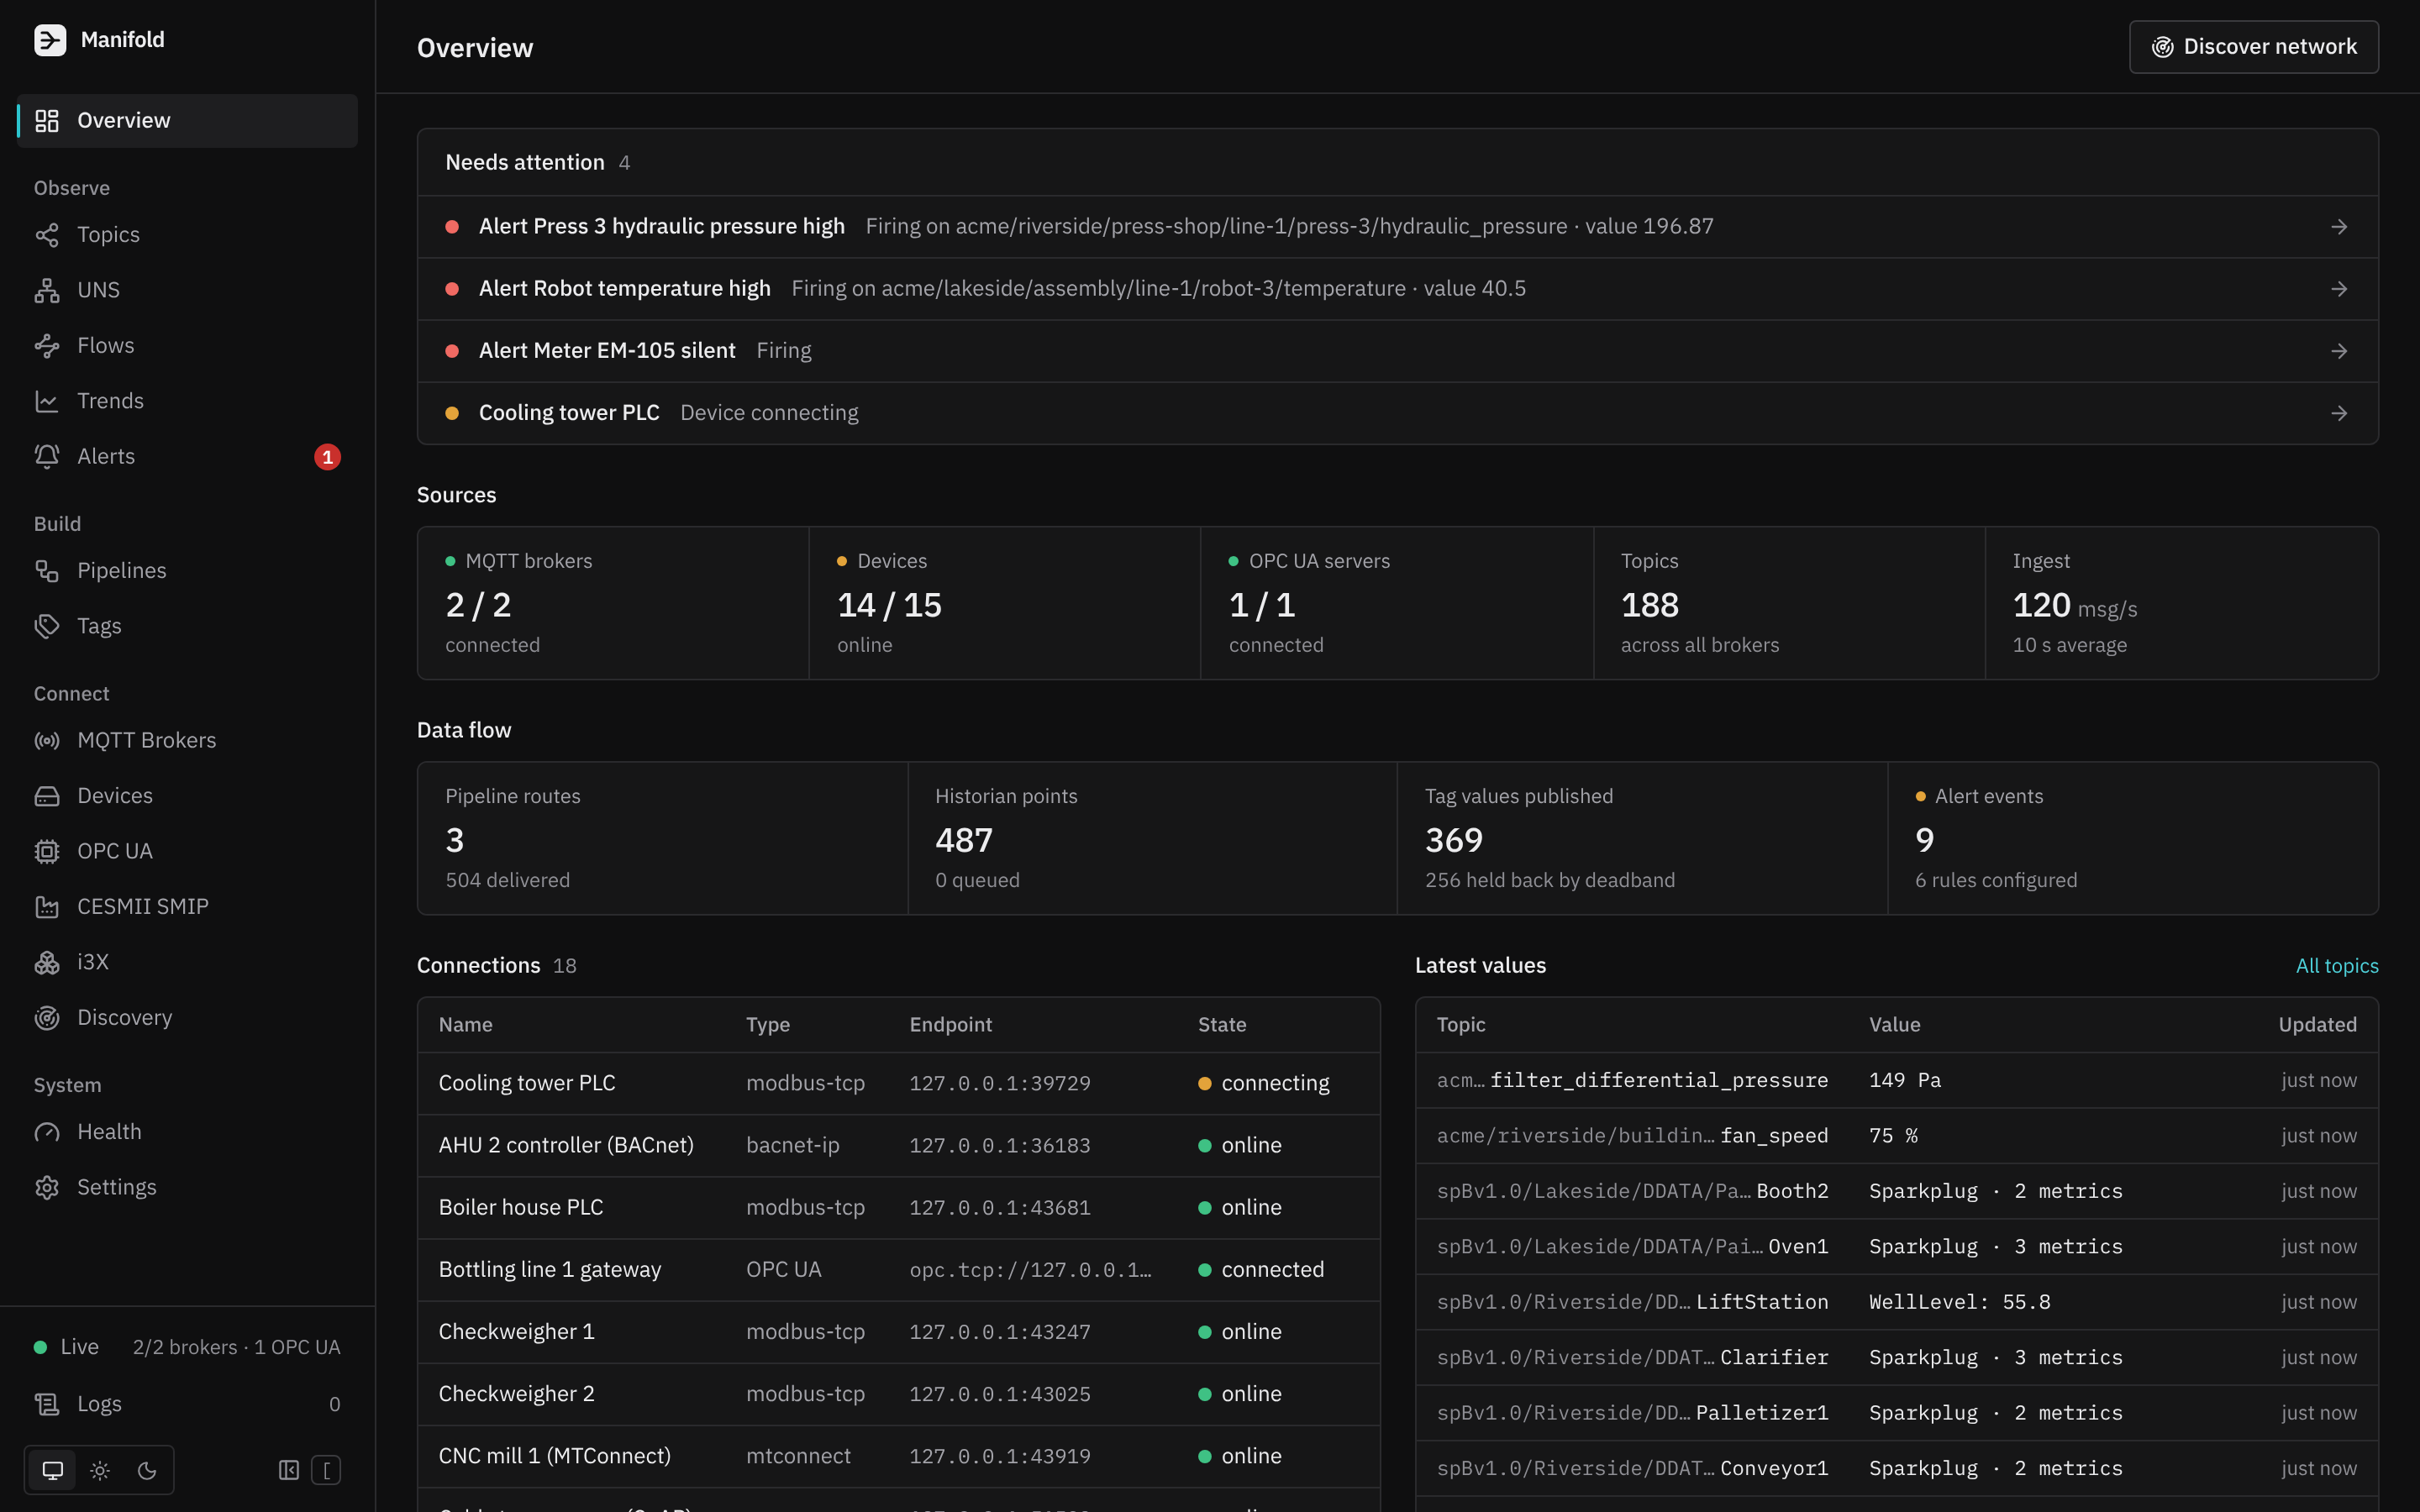 Manifold
Overview
Observe
Topics
UNS
Flows
Trends
Alerts 1
Build
Pipelines
Tags
Connect
MQTT Brokers
Devices
OPC UA
CESMII SMIP
i3X
Discovery
System
Health
Settings
Live 2/2 brokers · 1 OPC UA
Logs 0
[
Overview
Discover network
Needs attention 4
Alert Press 3 hydraulic pressure high Firing on acme/riverside/press-shop/line-1/press-3/hydraulic_pressure · value 196.87
Alert Robot temperature high Firing on acme/lakeside/assembly/line-1/robot-3/temperature · value 40.5
Alert Meter EM-105 silent Firing
Cooling tower PLC Device connecting
Sources
MQTT brokers
2 / 2
connected
Devices
14 / 15
online
OPC UA servers
1 / 1
connected
Topics
188
across all brokers
Ingest
120 msg/s
10 s average
Data flow
Pipeline routes
3
504 delivered
Historian points
487
0 queued
Tag values published
369
256 held back by deadband
Alert events
9
6 rules configured
Connections 18
Name Type Endpoint State
Cooling tower PLC modbus-tcp 127.0.0.1:39729 connecting
AHU 2 controller (BACnet) bacnet-ip 127.0.0.1:36183 online
Boiler house PLC modbus-tcp 127.0.0.1:43681 online
Bottling line 1 gateway OPC UA opc.tcp://127.0.0.1… connected
Checkweigher 1 modbus-tcp 127.0.0.1:43247 online
Checkweigher 2 modbus-tcp 127.0.0.1:43025 online
CNC mill 1 (MTConnect) mtconnect 127.0.0.1:43919 online
Latest values
All topics
Topic Value Updated
acm… filter_differential_pressure 149 Pa just now
acme/riverside/buildin… fan_speed 75 % just now
spBv1.0/Lakeside/DDATA/Pa… Booth2 Sparkplug · 2 metrics just now
spBv1.0/Lakeside/DDATA/Pai… Oven1 Sparkplug · 3 metrics just now
spBv1.0/Riverside/DD… LiftStation WellLevel: 55.8 just now
spBv1.0/Riverside/DDAT… Clarifier Sparkplug · 3 metrics just now
spBv1.0/Riverside/DD… Palletizer1 Sparkplug · 2 metrics just now
spBv1.0/Riverside/DDAT… Conveyor1 Sparkplug · 2 metrics just now